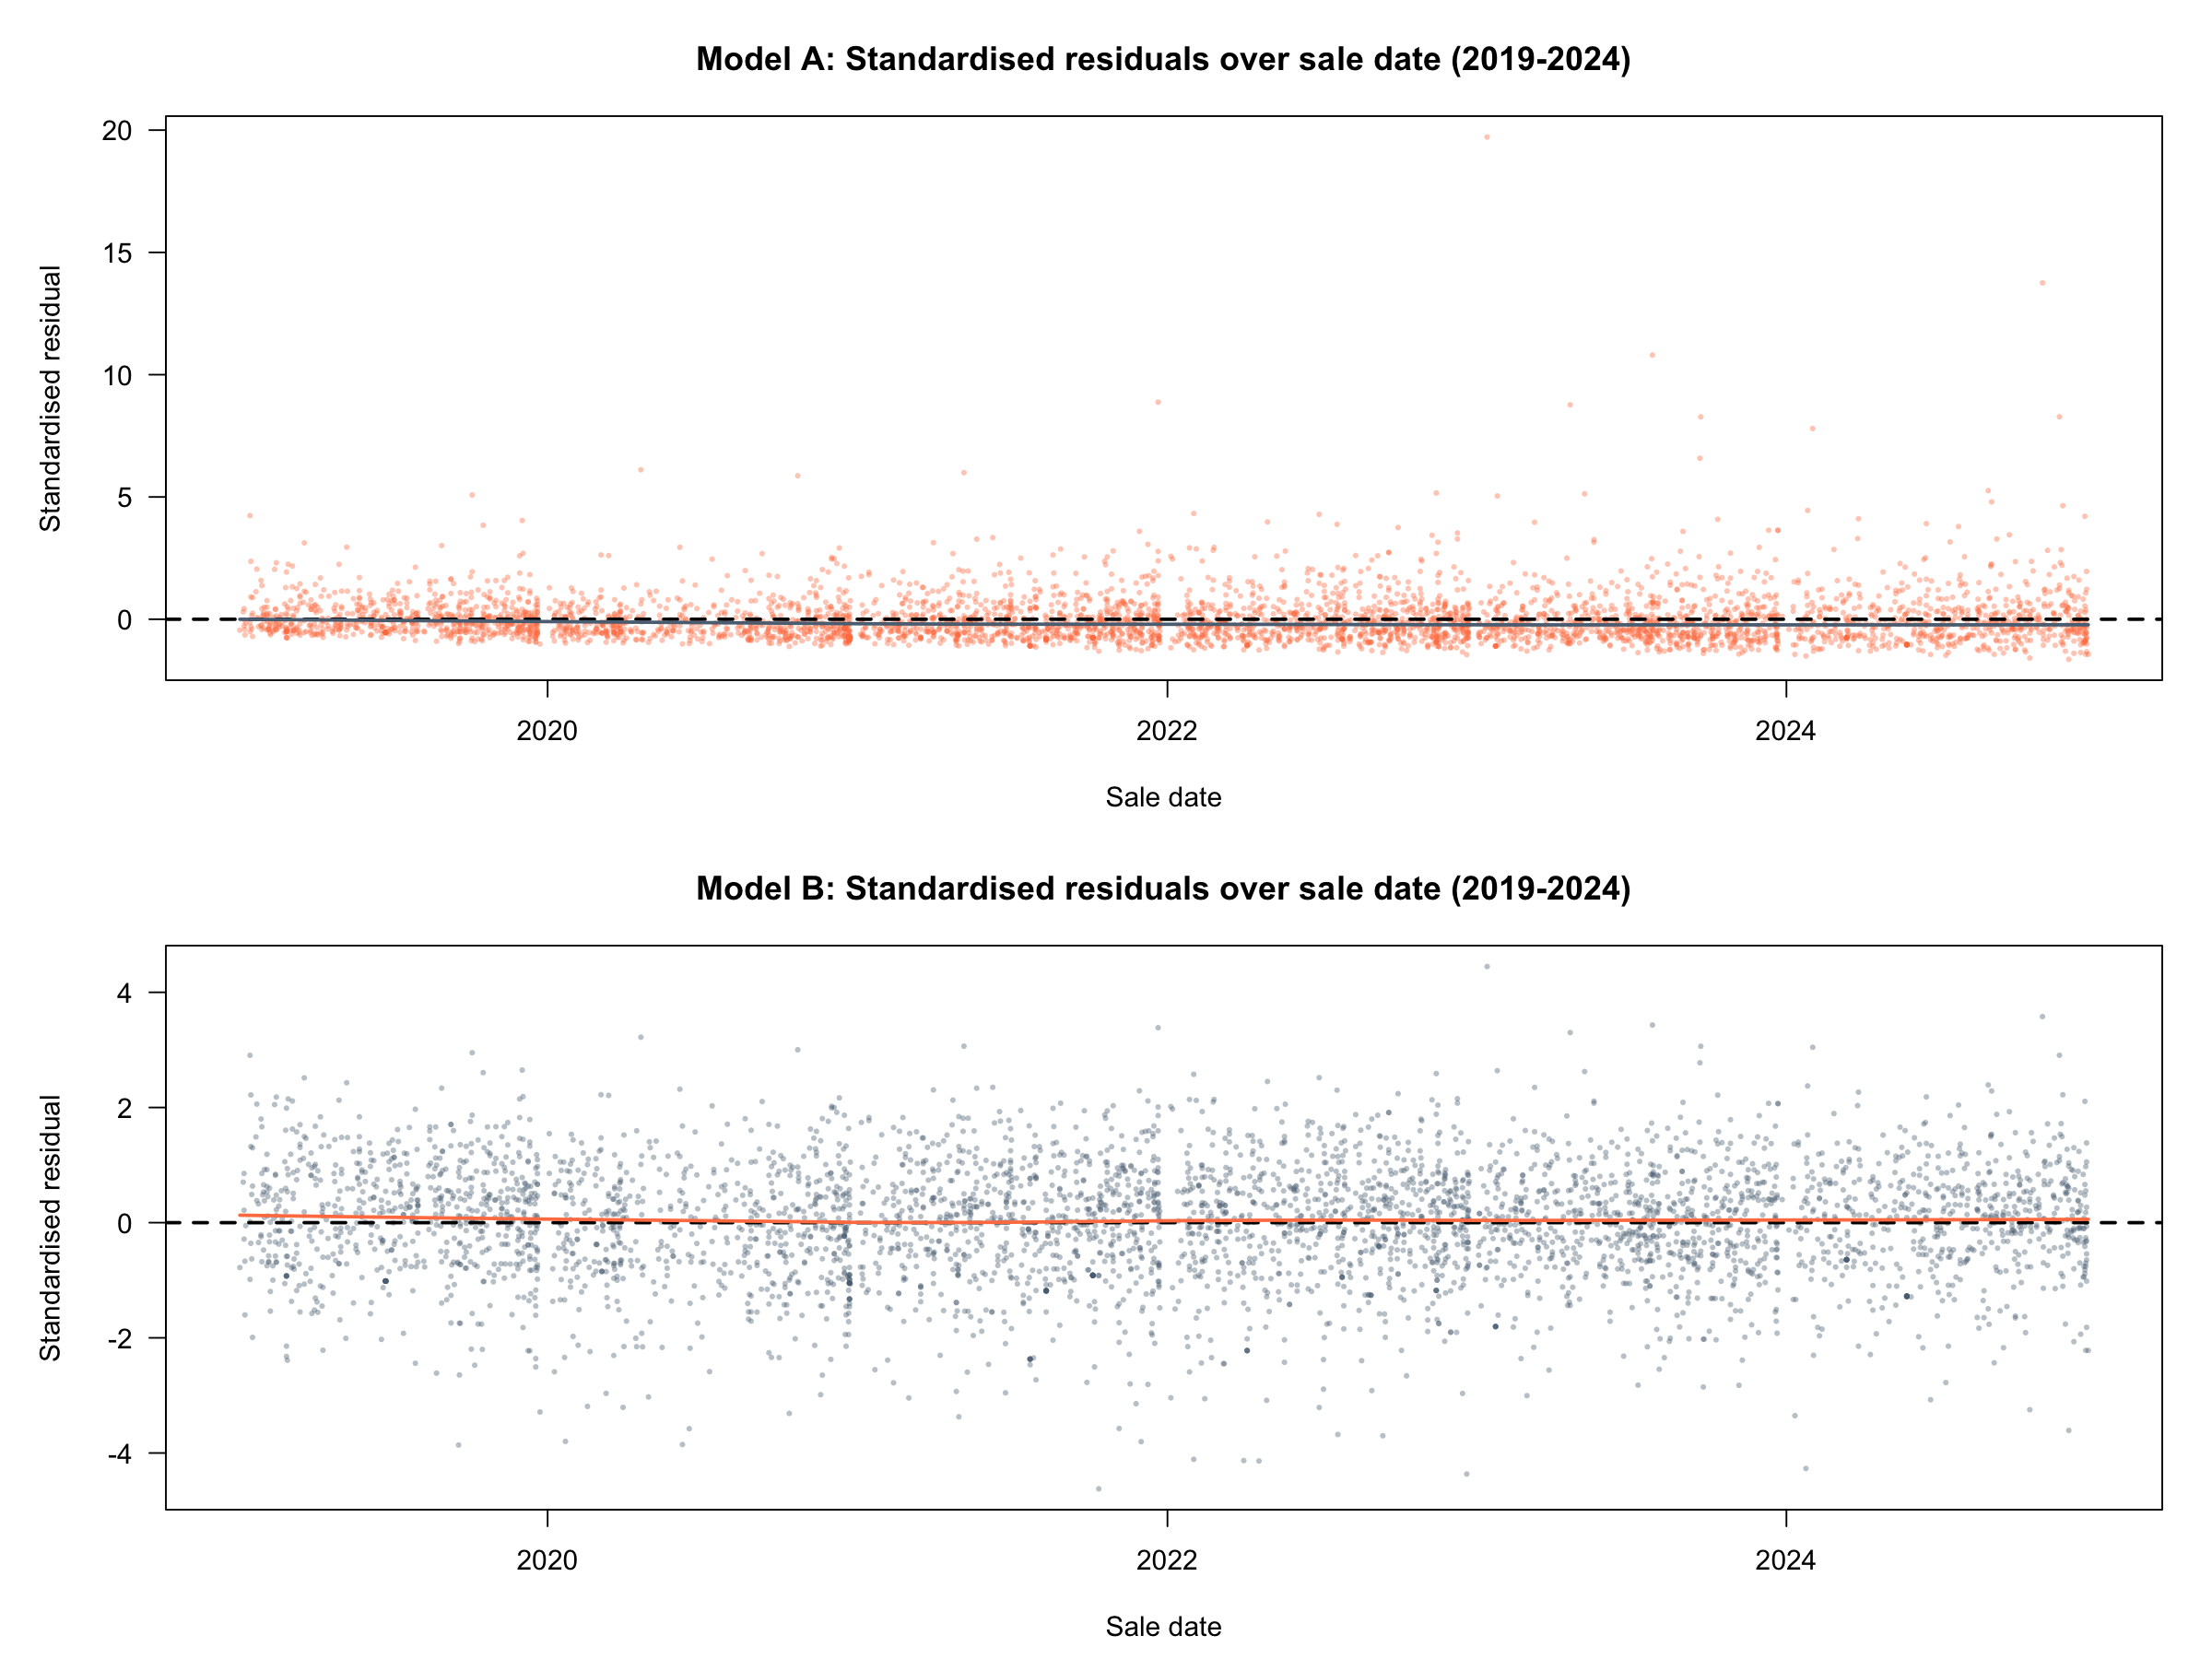 Model A: Standardised residuals over sale date (2019-2024)
20
15
10
5
0
Standardised residual
2020
2022
2024
Sale date
Model B: Standardised residuals over sale date (2019-2024)
4
2
0
-2
-4
Standardised residual
2020
2022
2024
Sale date